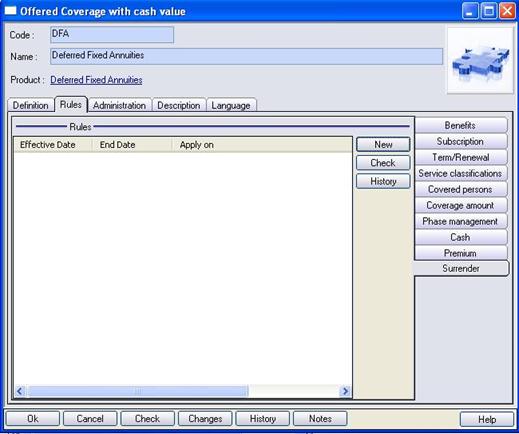 Offered Coverage with cash value
Code : DFA
Name : Deferred Fixed Annuities
Product : Deferred Fixed Annuities
Definition Rules Administration Description Language
Rules
Effective Date End Date Apply on
New
Check
History
Benefits
Subscription
Term/Renewal
Service classifications
Covered persons
Coverage amount
Phase management
Cash
Premium
Surrender
Ok Cancel Check Changes History Notes Help